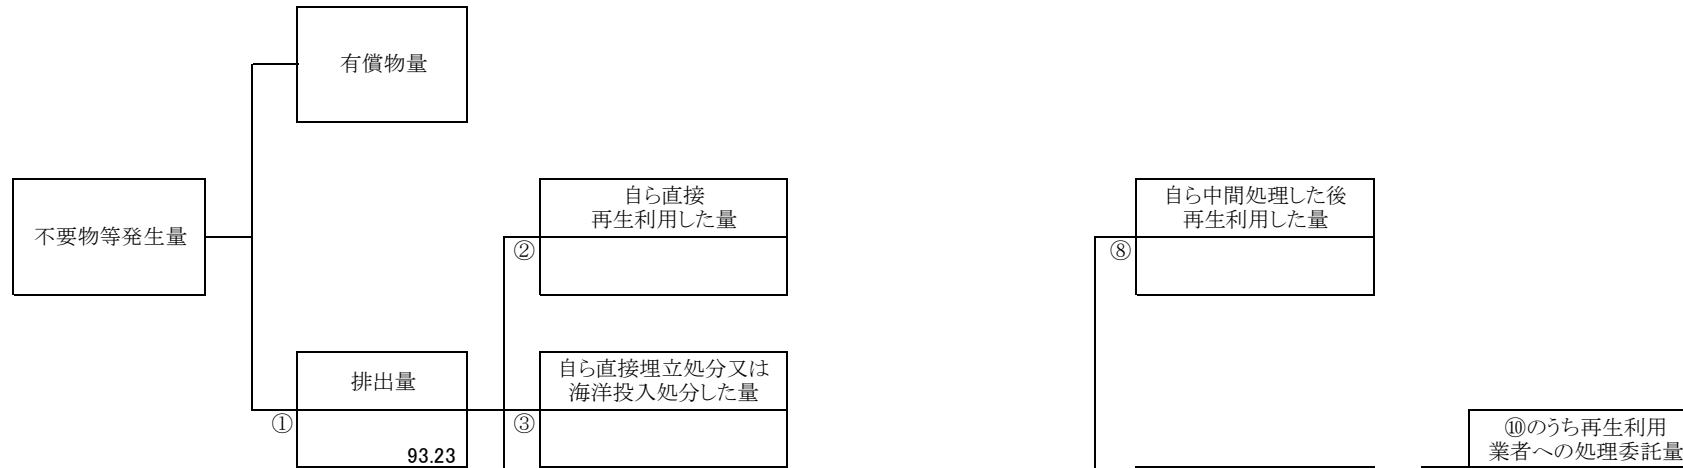 有償物量
不要物等発生量
自ら直接
再生利用した量
②
自ら中間処理した後
再生利用した量
⑧
排出量
①
93.23
自ら直接埋立処分又は
海洋投入処分した量
③
⑩のうち再生利用
業者への処理委託量